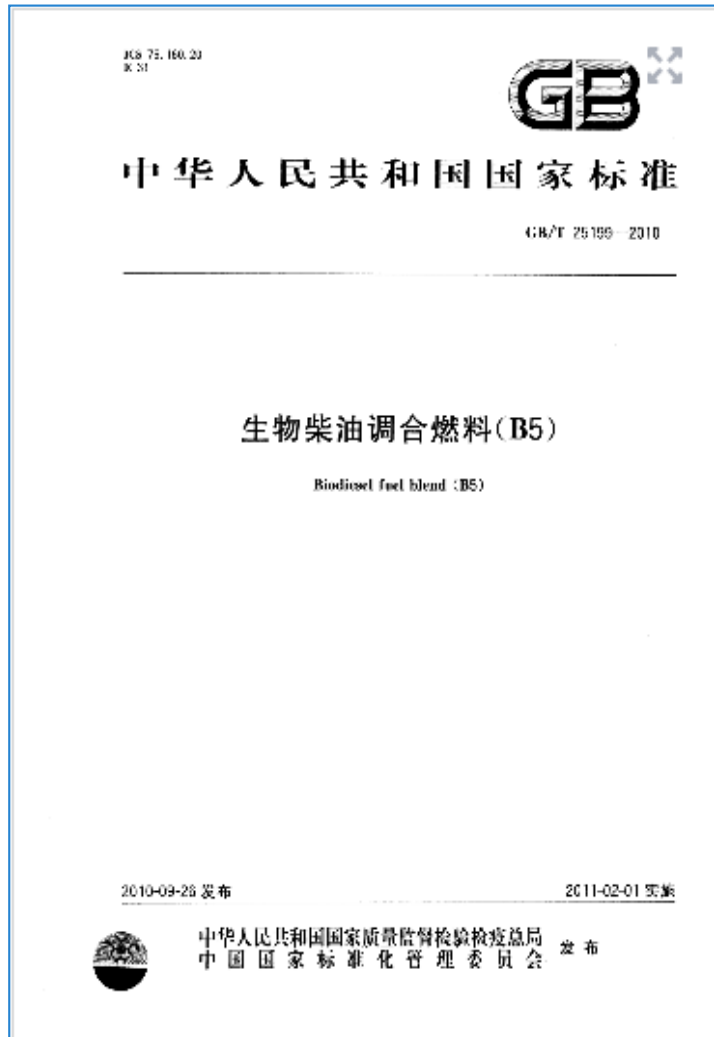 ICS 75.160.20
GB
中华人民共和国国家标准
GB/T 25199—2010
生物柴油调合燃料(B5)
Biodiesel fuel blend (B5)
2010-09-26 发布
2011-02-01 实施
中华人民共和国国家质量监督检验检疫总局
中国国家标准化管理委员会
发布